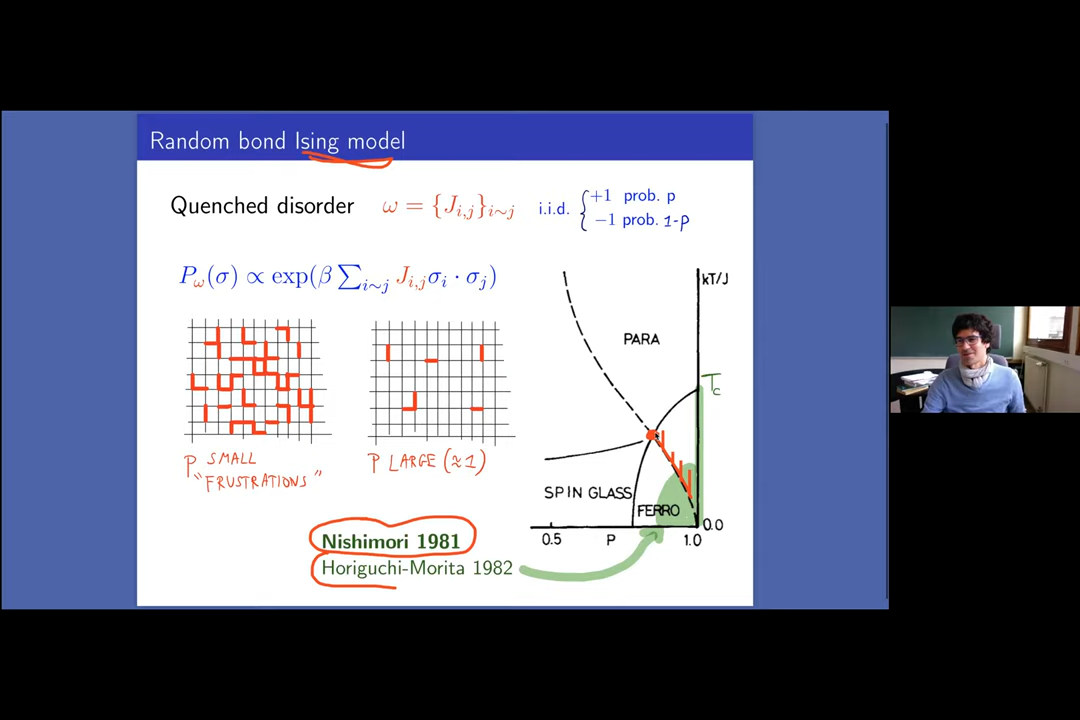 Random bond Ising model
Quenched disorder ω = {J_{i,j}}_{i∼j} i.i.d. { +1 prob. p
−1 prob. 1-p
P_ω(σ) ∝ exp(β ∑_{i∼j} J_{i,j}σ_i · σ_j)
kT/J
PARA
T_c
SPIN GLASS
FERRO
0.0
0.5 P 1.0
P SMALL
"FRUSTRATIONS"
P LARGE (≈1)
Nishimori 1981
Horiguchi-Morita 1982